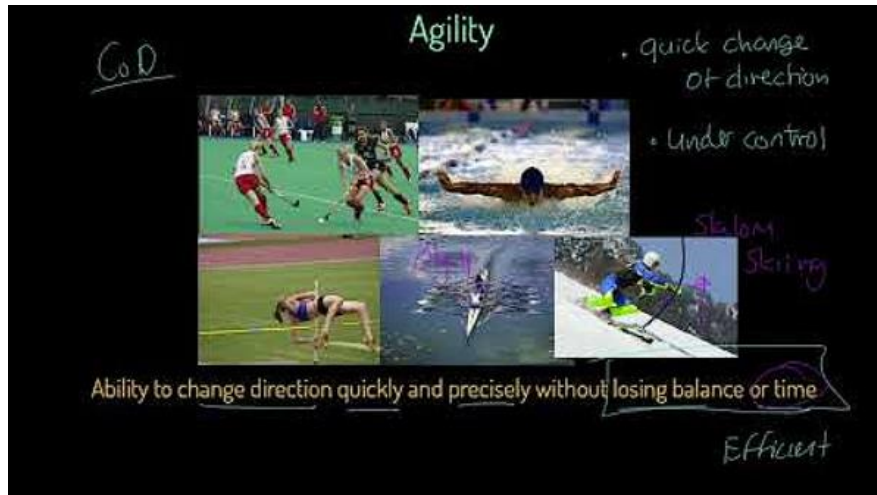 Agility
CoD
• quick change
of direction
• Under control
Skiing
Ability to change direction quickly and precisely without losing balance or time
Efficient